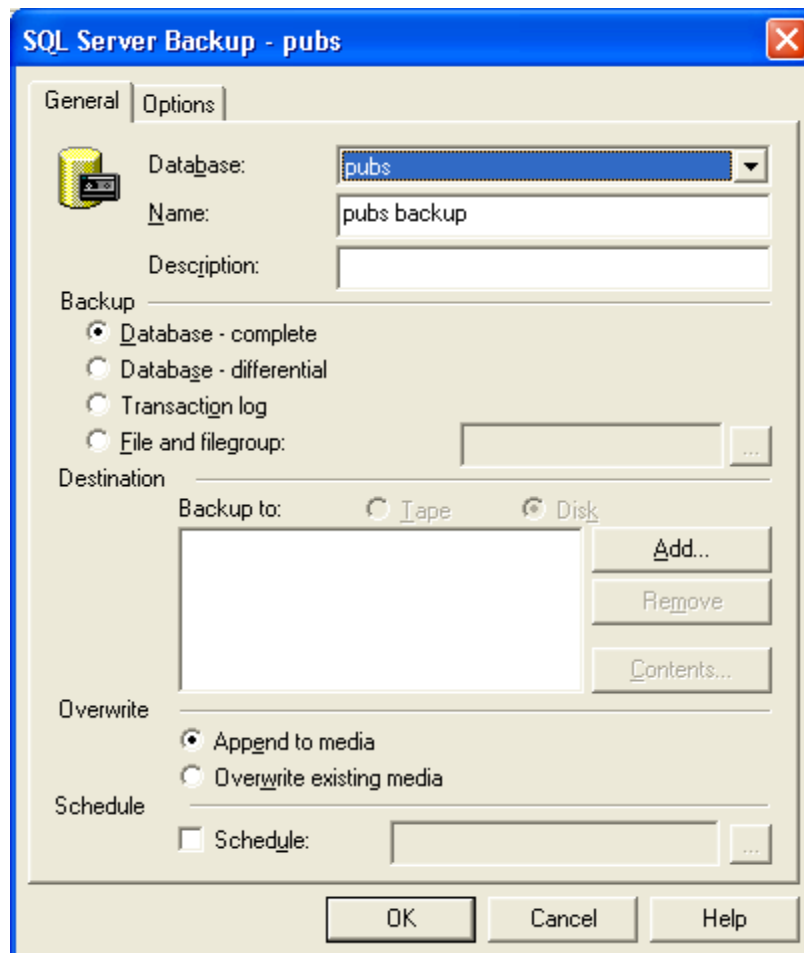 SQL Server Backup - pubs
General Options
Database: pubs
Name: pubs backup
Description:
Backup
Database - complete
Database - differential
Transaction log
File and filegroup: ...
Destination
Backup to: Tape Disk
Add...
Remove
Contents...
Overwrite
Append to media
Overwrite existing media
Schedule
Schedule: ...
OK Cancel Help